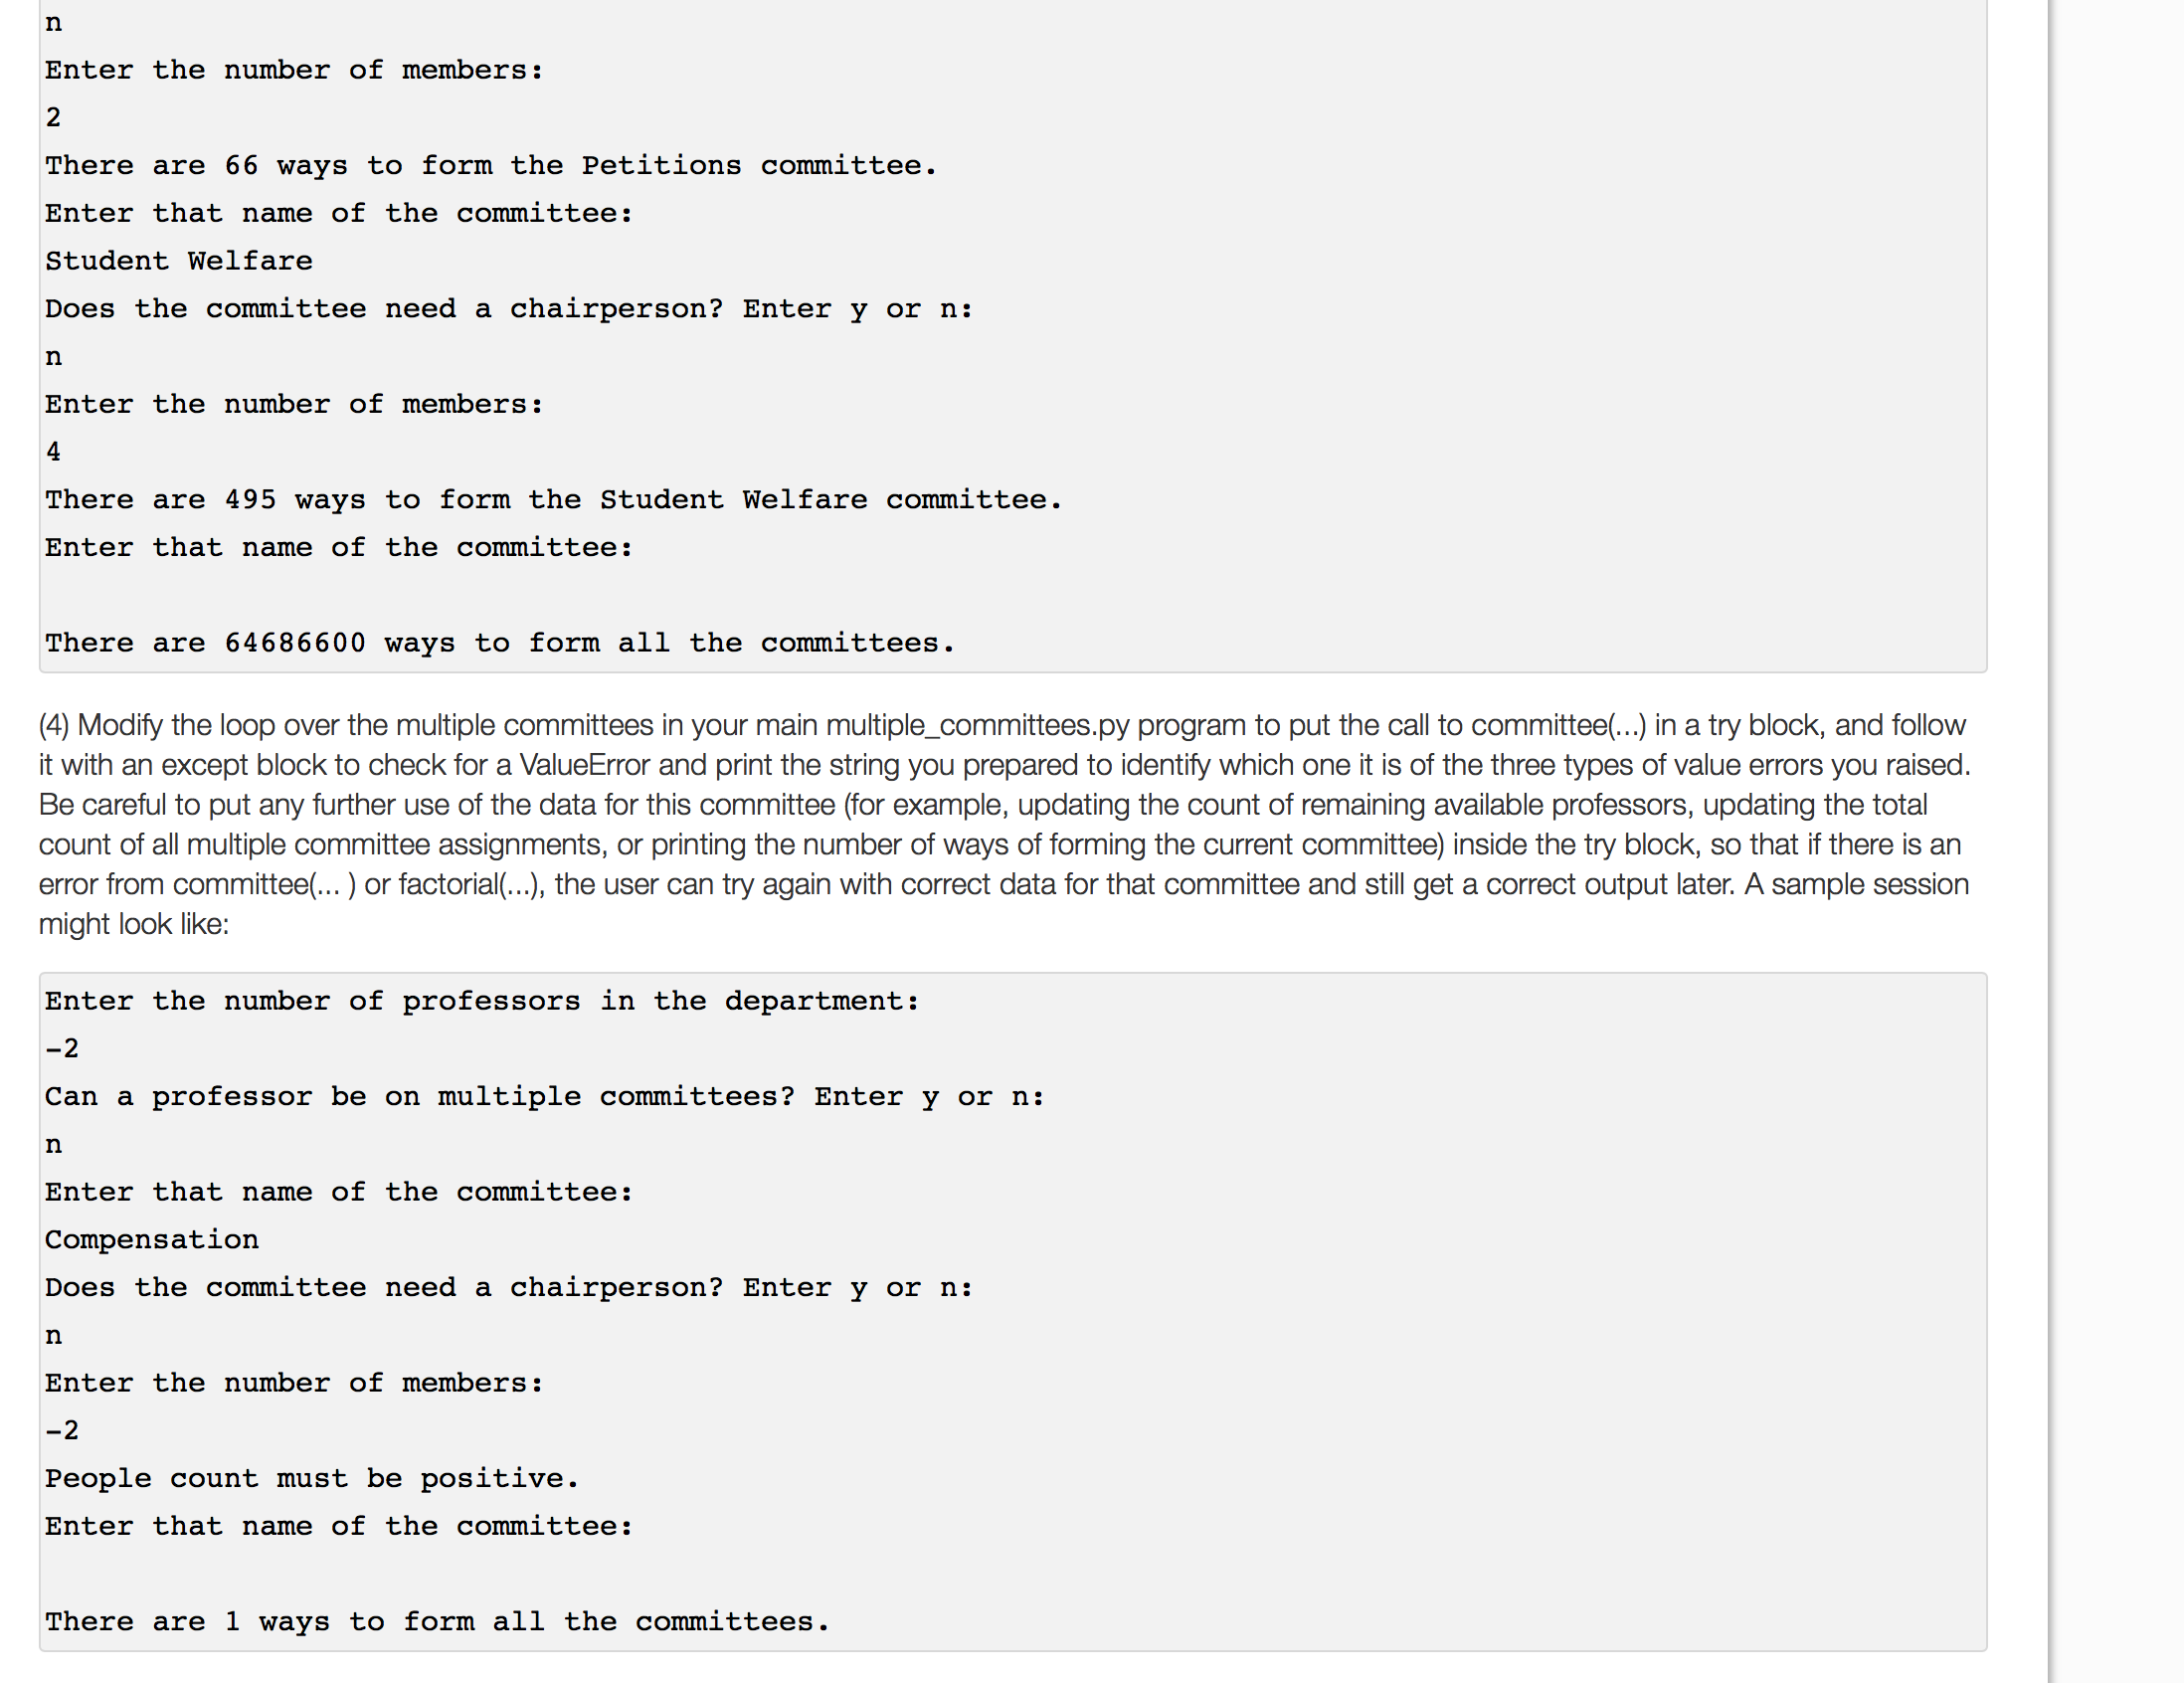 n
Enter the number of members:
2
There are 66 ways to form the Petitions committee.
Enter that name of the committee:
Student Welfare
Does the committee need a chairperson? Enter y or n:
n
Enter the number of members:
4
There are 495 ways to form the Student Welfare committee.
Enter that name of the committee:
There are 64686600 ways to form all the committees.
(4) Modify the loop over the multiple committees in your main multiple_committees.py program to put the call to committee(...) in a try block, and follow
it with an except block to check for a ValueError and print the string you prepared to identify which one it is of the three types of value errors you raised.
Be careful to put any further use of the data for this committee (for example, updating the count of remaining available professors, updating the total
count of all multiple committee assignments, or printing the number of ways of forming the current committee) inside the try block, so that if there is an
error from committee(... ) or factorial(...), the user can try again with correct data for that committee and still get a correct output later. A sample session
might look like:
Enter the number of professors in the department:
-2
Can a professor be on multiple committees? Enter y or n:
n
Enter that name of the committee:
Compensation
Does the committee need a chairperson? Enter y or n:
n
Enter the number of members:
-2
People count must be positive.
Enter that name of the committee:
There are 1 ways to form all the committees.